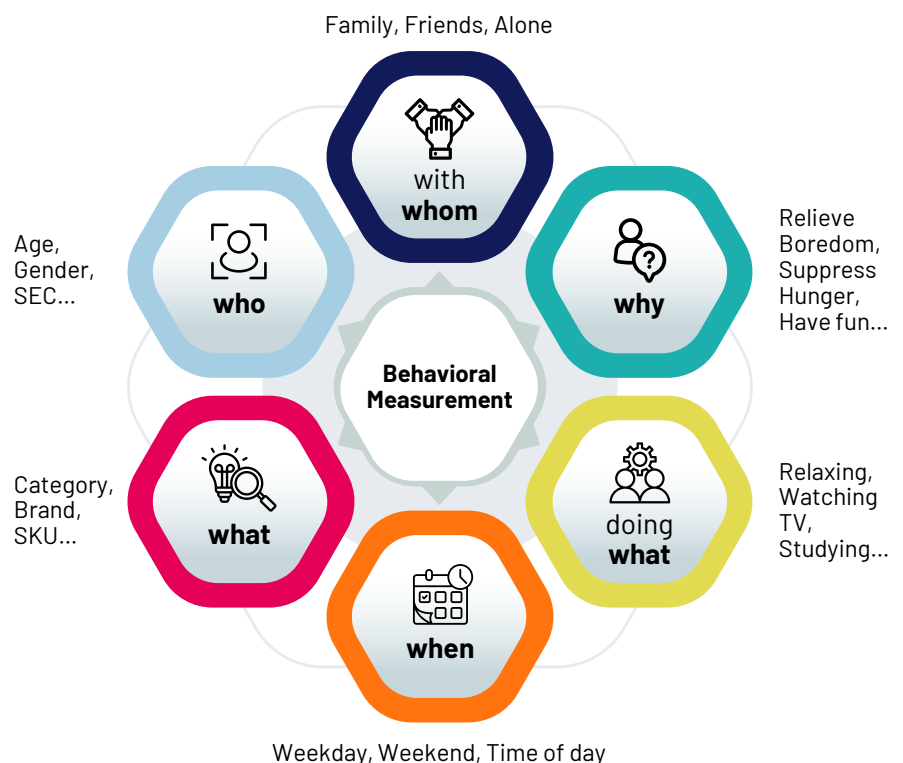 Family, Friends, Alone
with
whom
Age,
Gender,
SEC...
who
Relieve
Boredom,
Suppress
Hunger,
Have fun...
?
why
Behavioral
Measurement
Category,
Brand,
SKU...
what
Relaxing,
Watching
TV,
Studying...
doing
what
when
Weekday, Weekend, Time of day